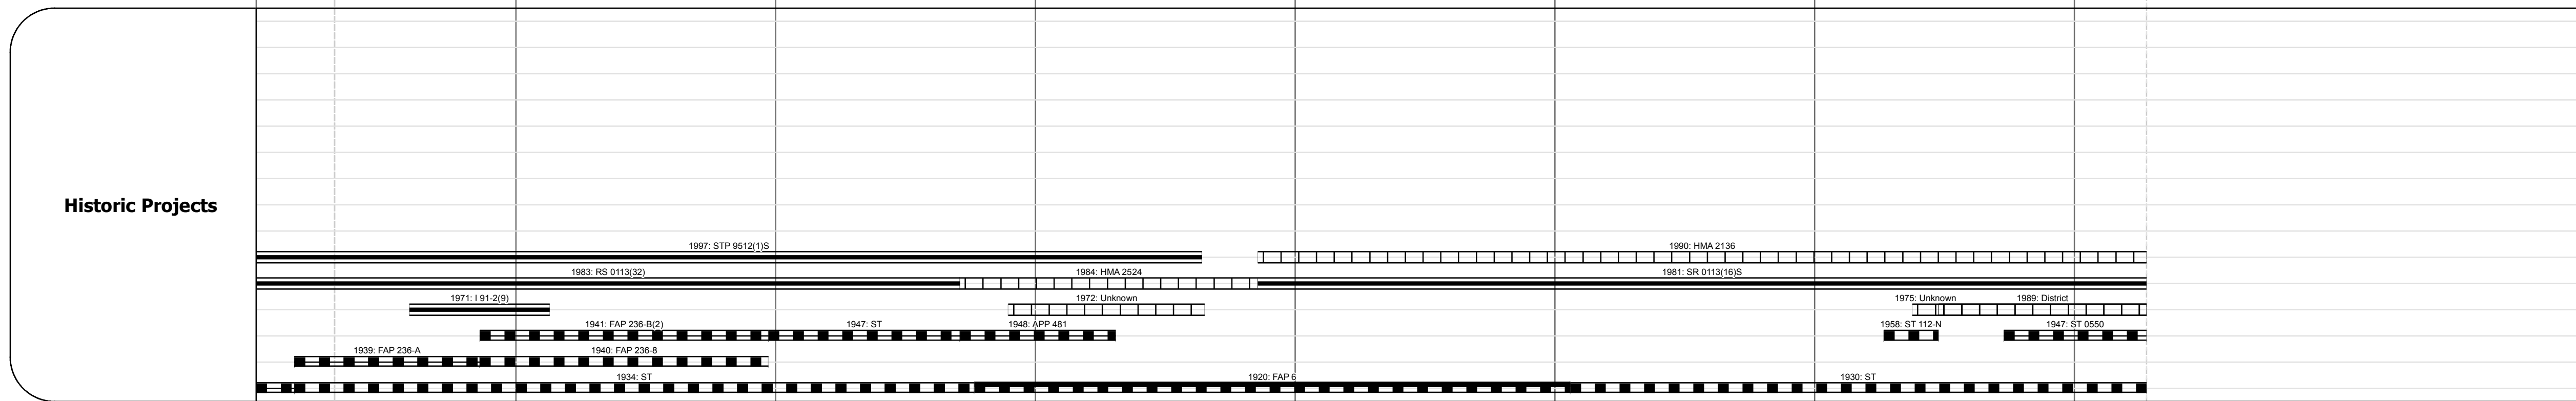 Historic Projects
1997: STP 9512(1)S
1990: HMA 2136
1983: RS 0113(32)
1984: HMA 2524
1981: SR 0113(16)S
1971: I 91-2(9)
1972: Unknown
1975: Unknown
1989: District
1941: FAP 236-B(2)
1947: ST
1948: APP 481
1958: ST 112-N
1947: ST 0550
1939: FAP 236-A
1940: FAP 236-8
1934: ST
1920: FAP 6
1930: ST